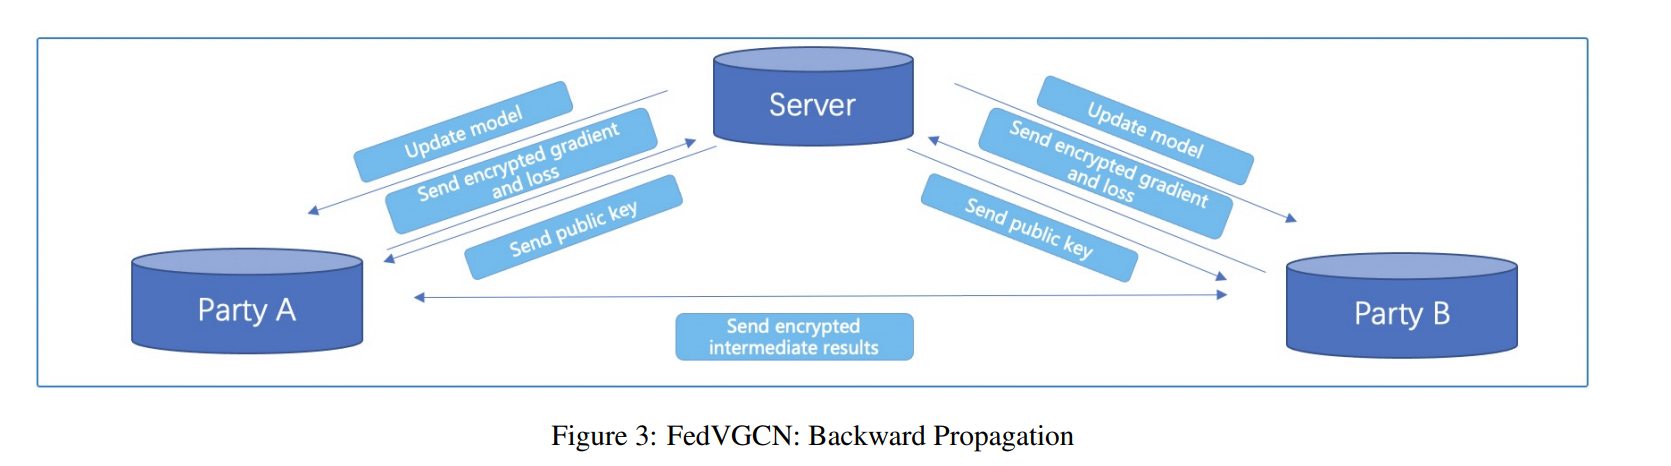 Server
Update model
Send encrypted gradient
and loss
Send public key
Update model
Send encrypted gradient
and loss
Send public key
Party A
Party B
Send encrypted
intermediate results
Figure 3: FedVGCN: Backward Propagation